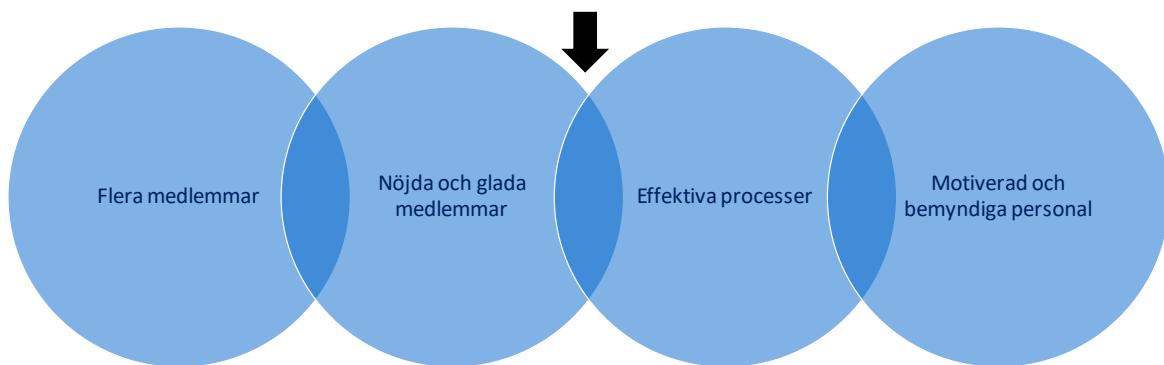 Flera medlemmar
Nöjda och glada
medlemmar
Effektiva processer
Motiverad och
bemyndiga personal